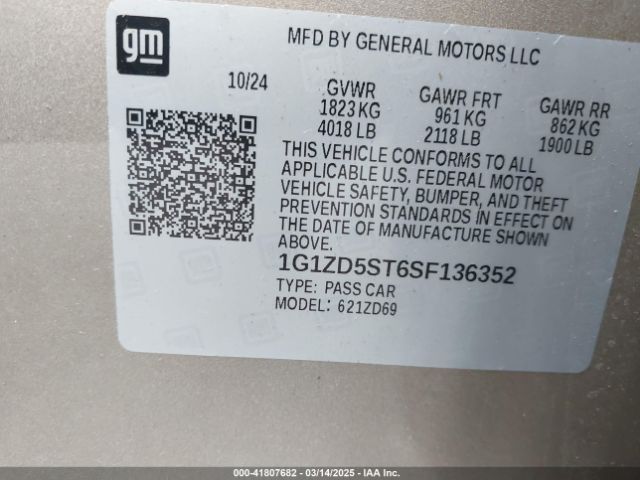 gm
MFD BY GENERAL MOTORS LLC
10/24
GVWR
1823 KG
4018 LB
GAWR FRT
961 KG
2118 LB
GAWR RR
862 KG
1900 LB
THIS VEHICLE CONFORMS TO ALL
APPLICABLE U.S. FEDERAL MOTOR
VEHICLE SAFETY, BUMPER, AND THEFT
PREVENTION STANDARDS IN EFFECT ON
THE DATE OF MANUFACTURE SHOWN
ABOVE.
1G1ZD5ST6SF136352
TYPE: PASS CAR
MODEL: 621ZD69
000-41807682 - 03/14/2025 - IAA Inc.